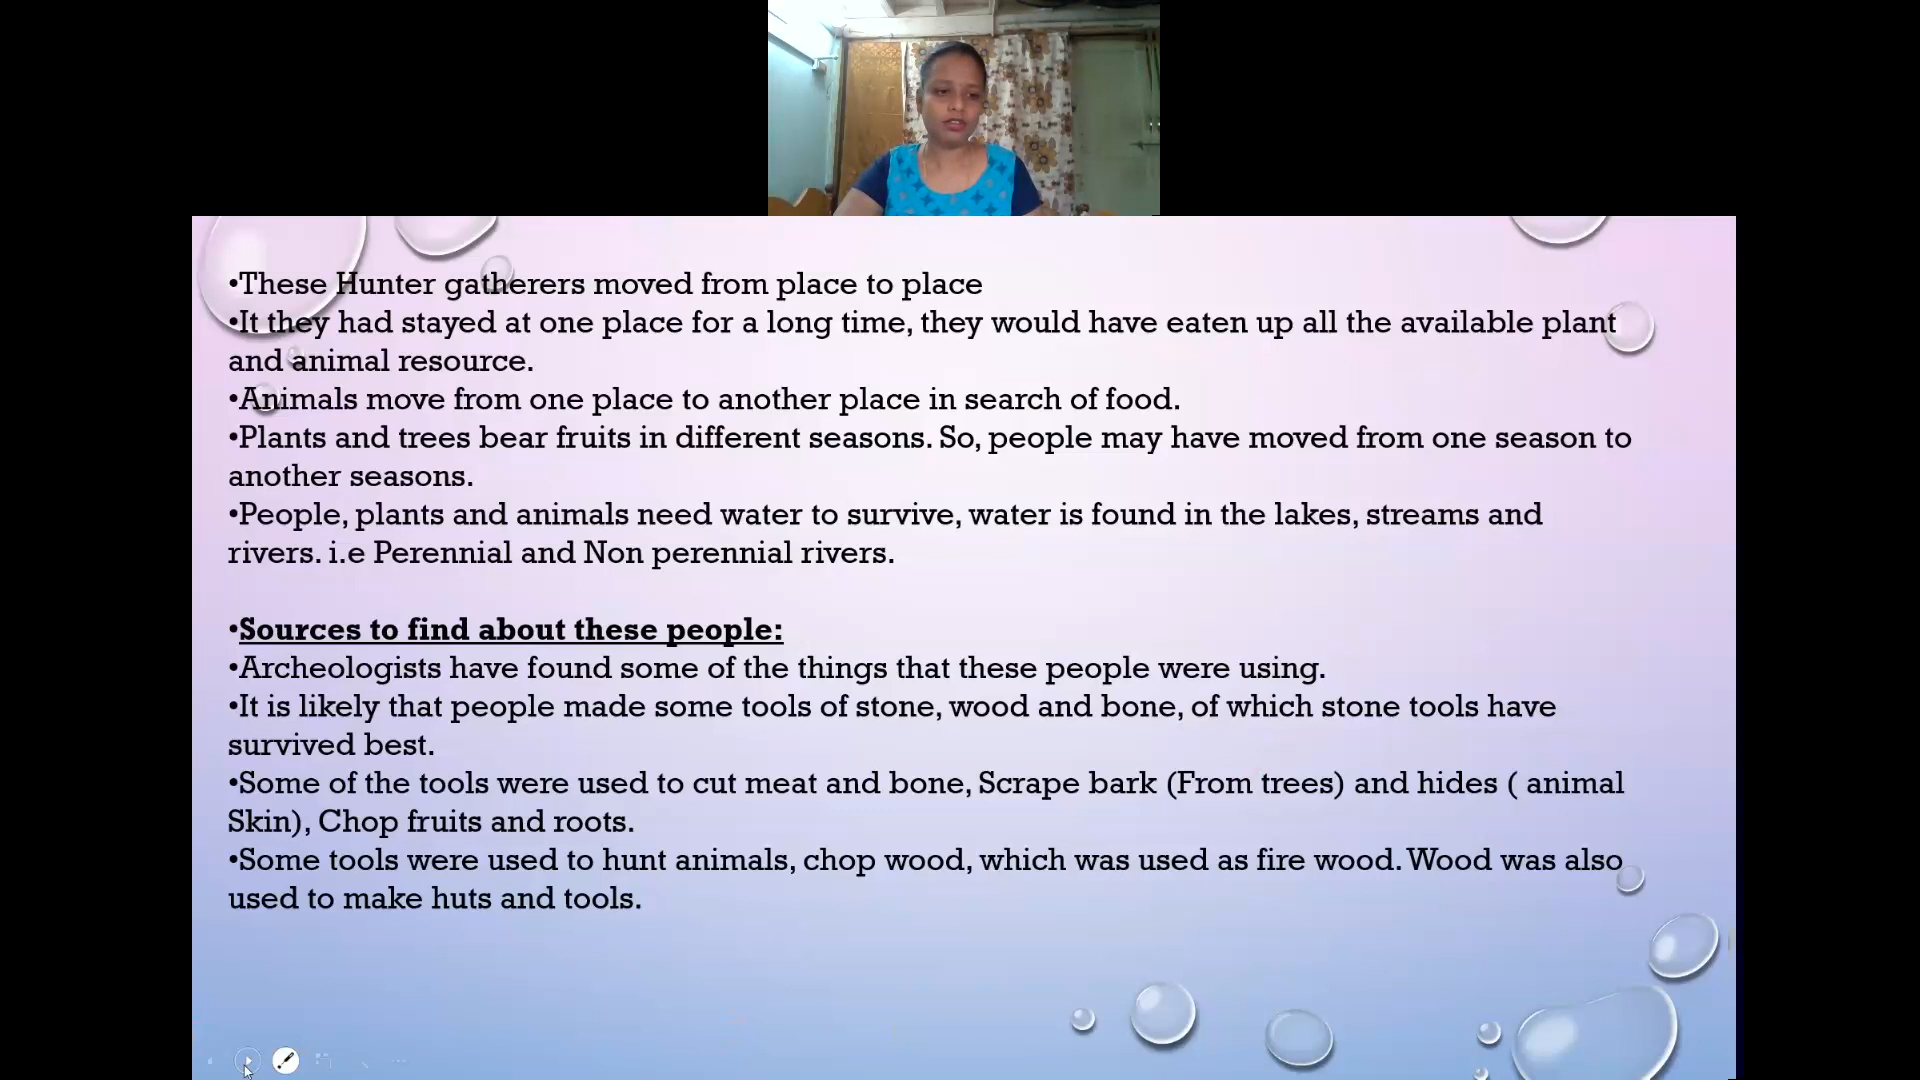 •These Hunter gatherers moved from place to place
•It they had stayed at one place for a long time, they would have eaten up all the available plant
and animal resource.
•Animals move from one place to another place in search of food.
•Plants and trees bear fruits in different seasons. So, people may have moved from one season to
another seasons.
•People, plants and animals need water to survive, water is found in the lakes, streams and
rivers. i.e Perennial and Non perennial rivers.
•Sources to find about these people:
•Archeologists have found some of the things that these people were using.
•It is likely that people made some tools of stone, wood and bone, of which stone tools have
survived best.
•Some of the tools were used to cut meat and bone, Scrape bark (From trees) and hides ( animal
Skin), Chop fruits and roots.
•Some tools were used to hunt animals, chop wood, which was used as fire wood. Wood was also
used to make huts and tools.